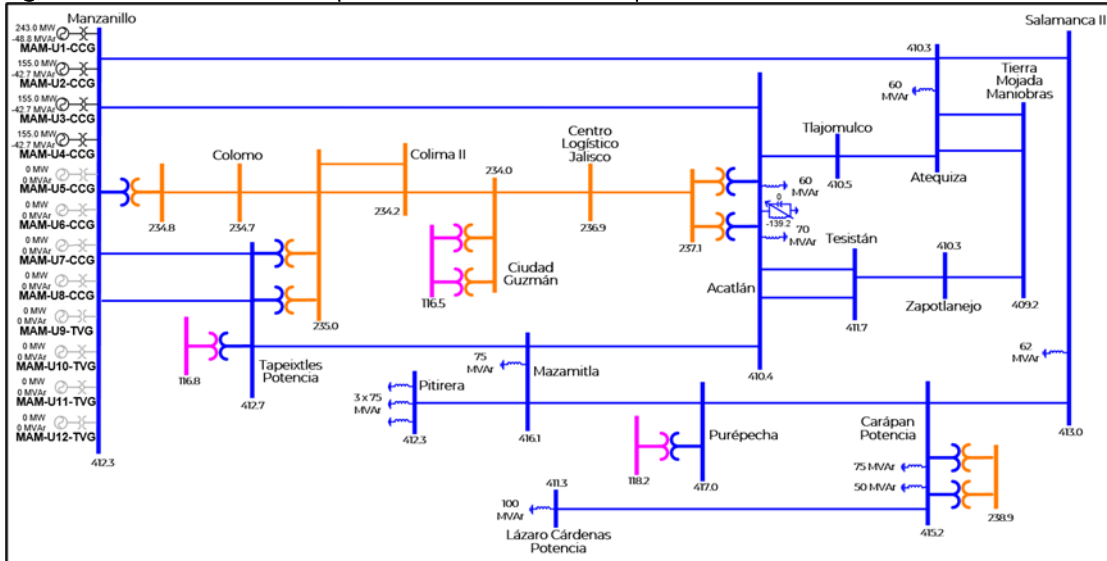 Manzanillo
Salamanca II
243.0 MW
-48.8 MVAr
MAM-U1-CCG
155.0 MW
-42.7 MVAr
MAM-U2-CCG
155.0 MW
-42.7 MVAr
MAM-U3-CCG
155.0 MW
-42.7 MVAr
MAM-U4-CCG
0 MW
0 MVAr
MAM-U5-CCG
0 MW
0 MVAr
MAM-U6-CCG
0 MW
0 MVAr
MAM-U7-CCG
0 MW
0 MVAr
MAM-U8-CCG
0 MW
0 MVAr
MAM-U9-TVG
0 MW
0 MVAr
MAM-U10-TVG
0 MW
0 MVAr
MAM-U11-TVG
0 MW
0 MVAr
MAM-U12-TVG
412.3
410.3
60
MVAr
Tierra
Mojada
Maniobras
Tlajomulco
410.5
Atequiza
Colomo
Colima II
Centro
Logístico
Jalisco
234.0
234.8
234.7
234.2
236.9
237.1
60
MVAr
0
-139.2
70
MVAr
Tesistán
410.3
Ciudad
Guzmán
116.5
235.0
Acatlán
411.7
Zapotlanejo
409.2
116.8
Tapeixtles
Potencia
412.7
75
MVAr
Mazamitla
410.4
62
MVAr
Pitirera
3 x 75
MVAr
412.3
416.1
Purépecha
118.2
417.0
Carápan
Potencia
413.0
75 MVAr
50 MVAr
238.9
415.2
411.3
100
MVAr
Lázaro Cárdenas
Potencia